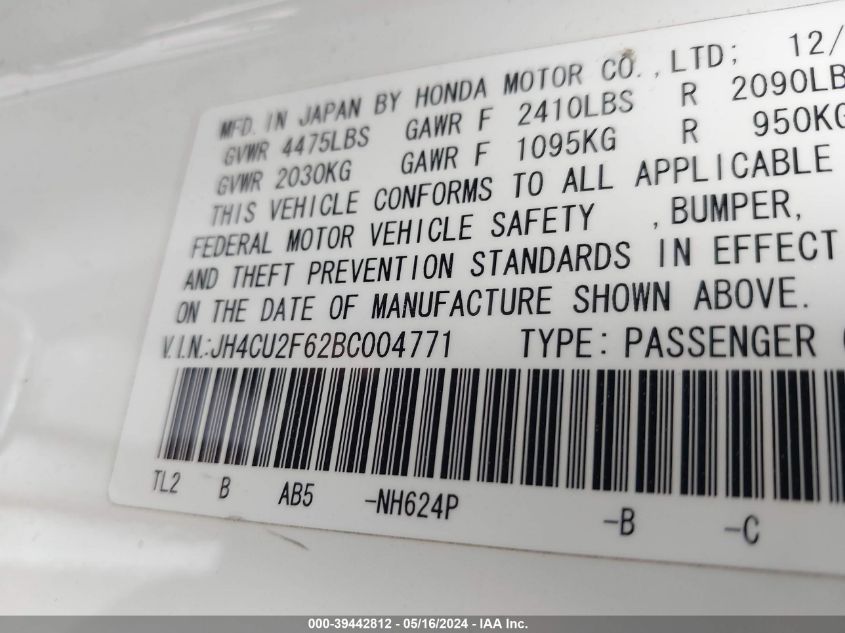 MFD. IN JAPAN BY HONDA MOTOR CO.,LTD; 12/
GVWR 4475LBS GAWR F 2410LBS R 2090LB
GVWR 2030KG GAWR F 1095KG R 950KG
THIS VEHICLE CONFORMS TO ALL APPLICABLE
FEDERAL MOTOR VEHICLE SAFETY ,BUMPER,
AND THEFT PREVENTION STANDARDS IN EFFECT
ON THE DATE OF MANUFACTURE SHOWN ABOVE.
V.I.N.:JH4CU2F62BC004771 TYPE: PASSENGER
TL2 B AB5 -NH624P -B -C
000-39442812 - 05/16/2024 - IAA Inc.